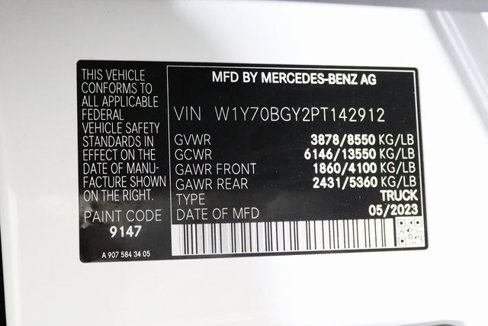 THIS VEHICLE
CONFORMS TO
ALL APPLICABLE
FEDERAL
VEHICLE SAFETY
STANDARDS
IN EFFECT ON
THE DATE OF
MANU-
FACTURE SHOWN
ON THE RIGHT.
PAINT CODE
9147
A 907 584 34 05
MFD BY MERCEDES-BENZ AG
VIN W1Y70BGY2PT142912
GVWR 3878/8550 KG/LB
GCWR 6146/13550 KG/LB
GAWR FRONT 1860/4100 KG/LB
GAWR REAR 2431/5360 KG/LB
TYPE TRUCK
DATE OF MFD 05/2023